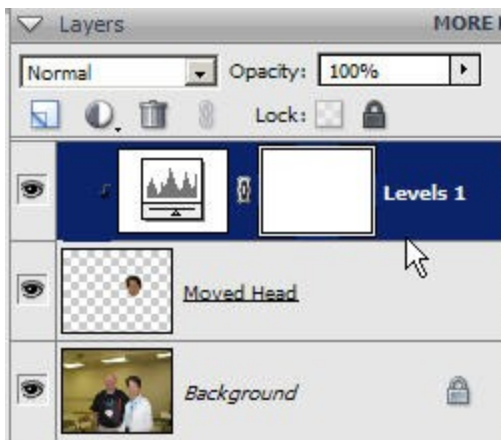 Layers MORE
Normal Opacity: 100%
Lock:
Levels 1
Moved Head
Background